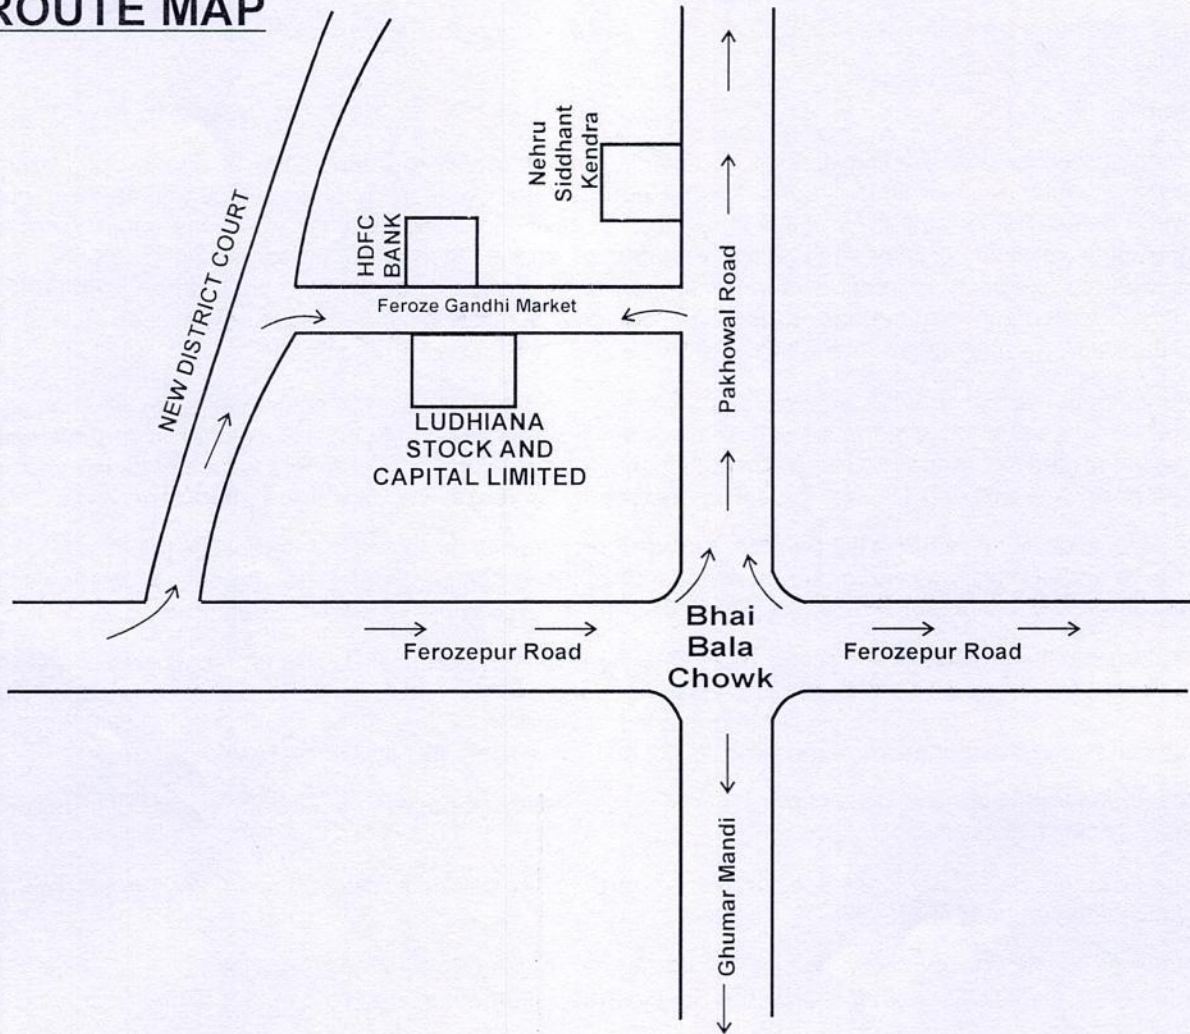 ROUTE MAP
Nehru
Siddhant
Kendra
HDFC
BANK
NEW DISTRICT COURT
Feroze Gandhi Market
Pakhowal Road
LUDHIANA
STOCK AND
CAPITAL LIMITED
Bhai
Bala
Chowk
Ferozepur Road
Ferozepur Road
Ghumar Mandi